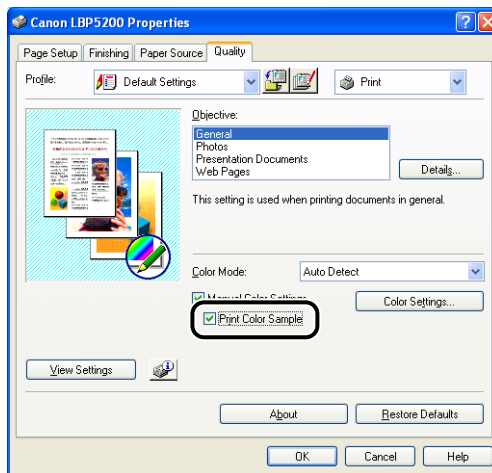 Canon LBP5200 Properties
Page Setup Finishing Paper Source Quality
Profile: Default Settings Print
Objective:
General
Photos
Presentation Documents
Web Pages
Details...
This setting is used when printing documents in general.
Color Mode: Auto Detect
Manual Color Settings
Color Settings...
Print Color Sample
View Settings
About Restore Defaults
OK Cancel Help